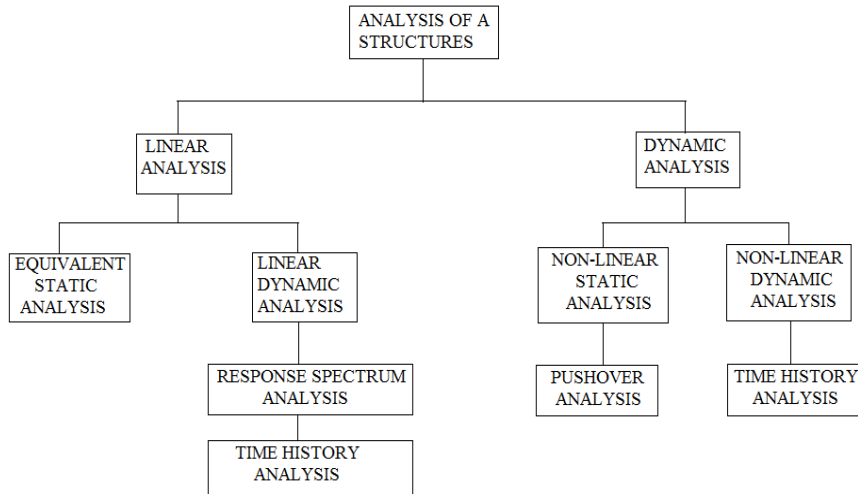 ANALYSIS OF A
STRUCTURES
LINEAR
ANALYSIS
DYNAMIC
ANALYSIS
EQUIVALENT
STATIC
ANALYSIS
LINEAR
DYNAMIC
ANALYSIS
NON-LINEAR
STATIC
ANALYSIS
NON-LINEAR
DYNAMIC
ANALYSIS
RESPONSE SPECTRUM
ANALYSIS
PUSHOVER
ANALYSIS
TIME HISTORY
ANALYSIS
TIME HISTORY
ANALYSIS